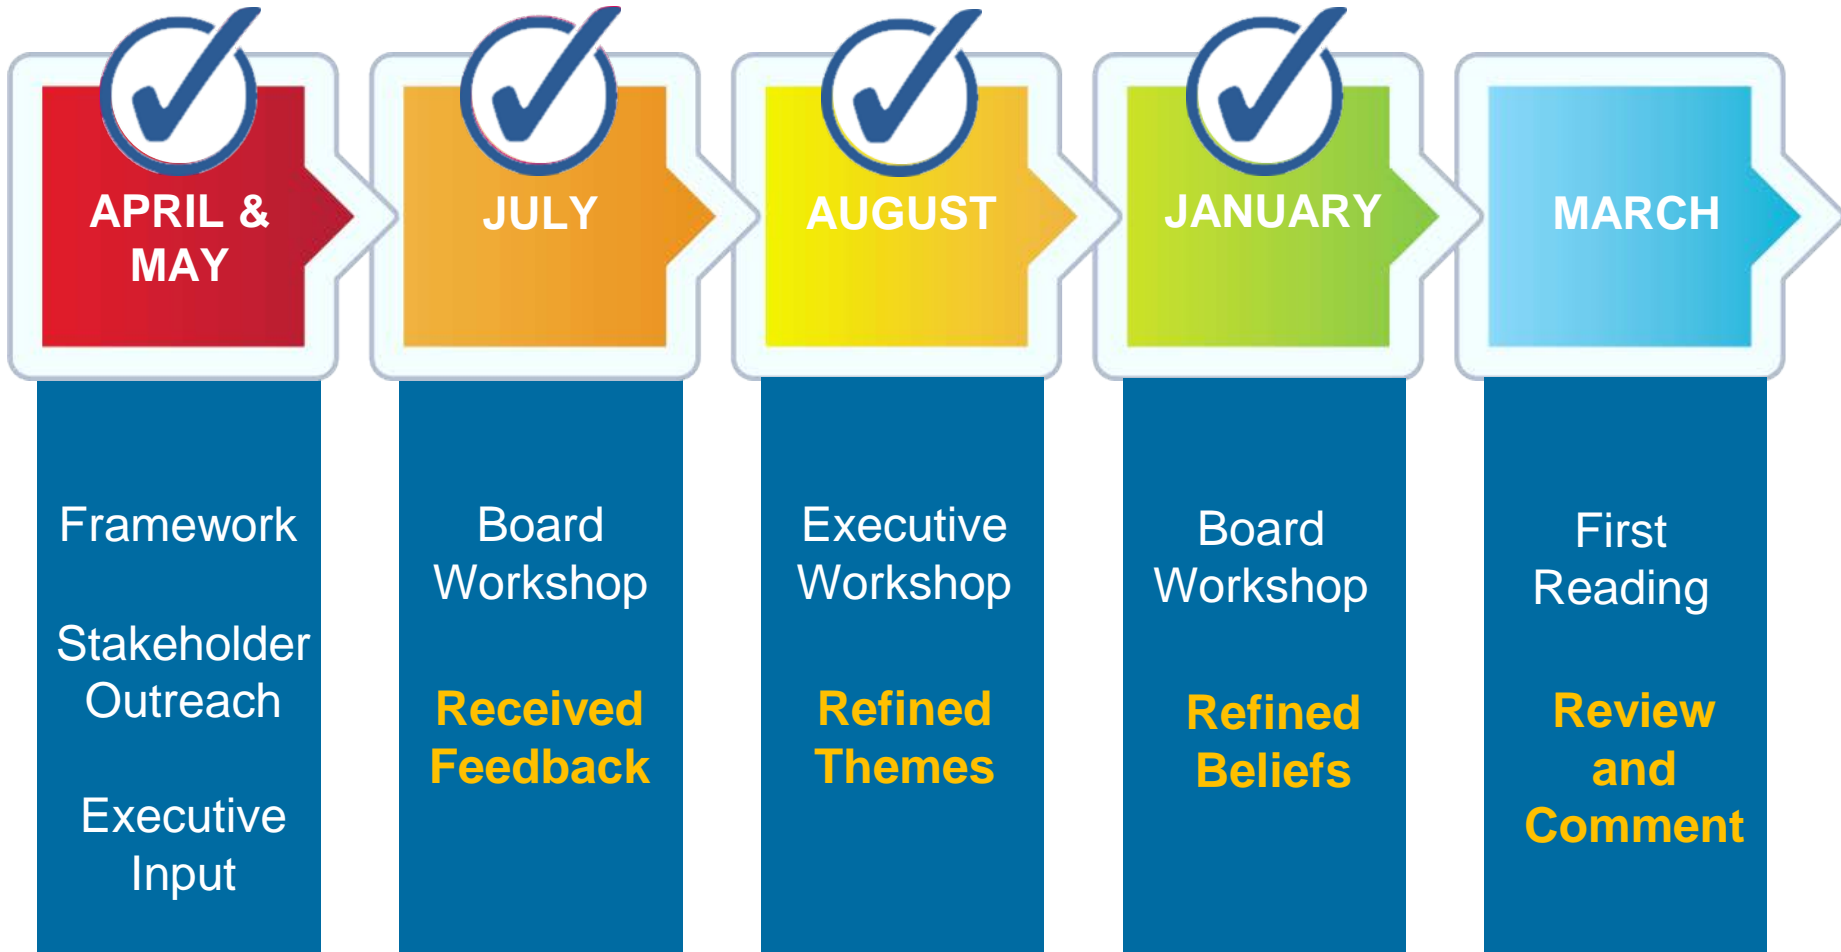 APRIL &
MAY
JULY
AUGUST
JANUARY
MARCH
Framework
Stakeholder
Outreach
Executive
Input
Board
Workshop
Received
Feedback
Executive
Workshop
Refined
Themes
Board
Workshop
Refined
Beliefs
First
Reading
Review
and
Comment